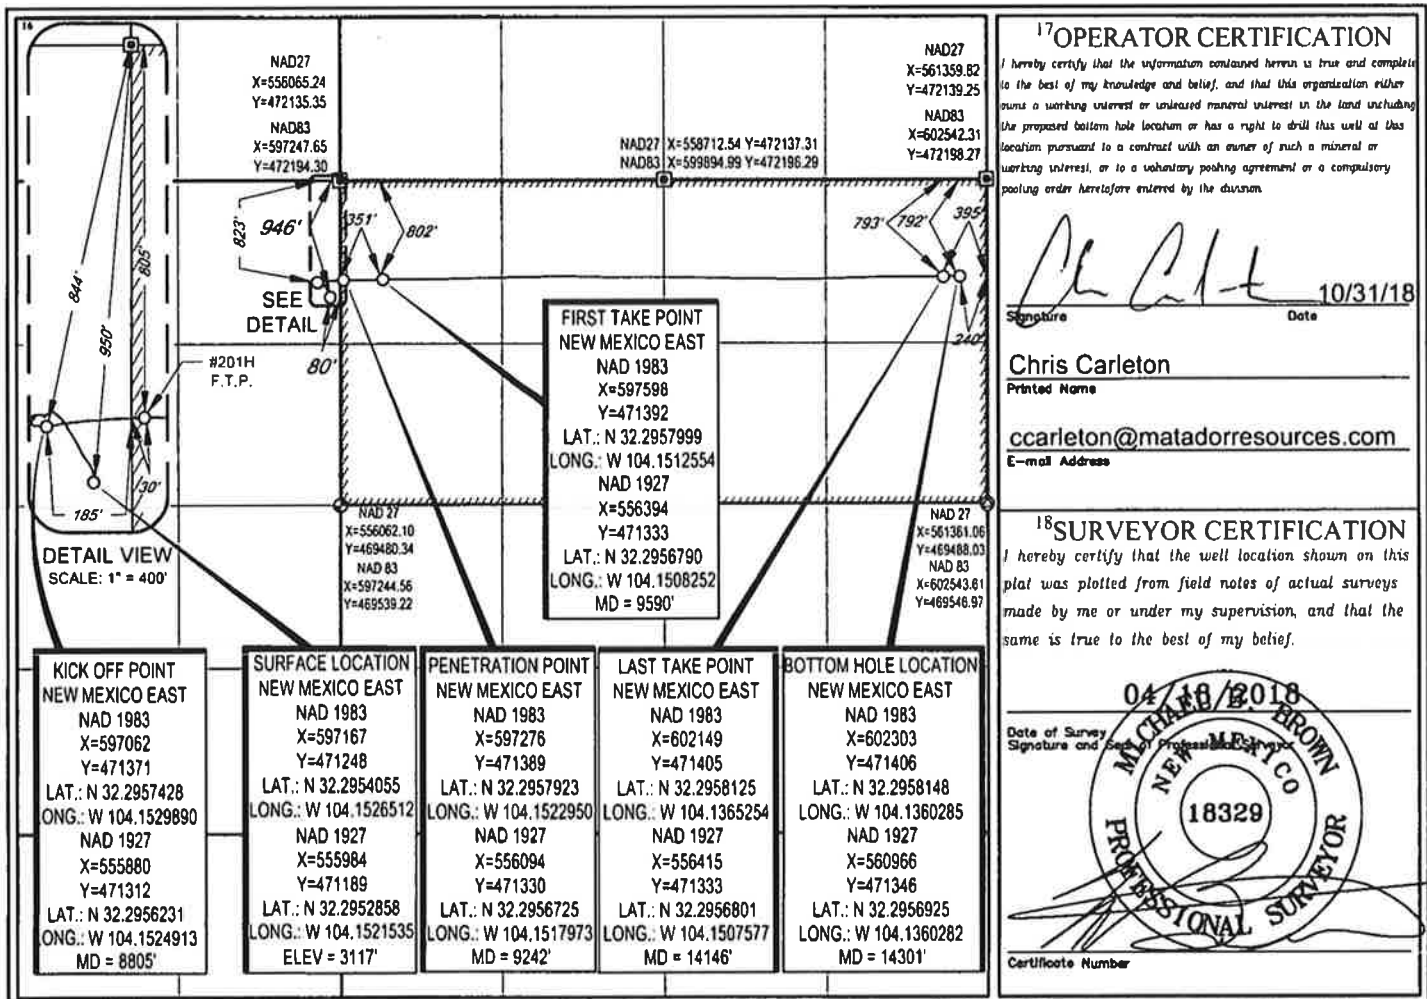 16
NAD27
X=556065.24
Y=472135.35
NAD83
X=597247.65
Y=472194.30
NAD27 X=558712.54 Y=472137.31
NAD83 X=599894.99 Y=472196.29
NAD27
X=561359.82
Y=472139.25
NAD83
X=602542.31
Y=472198.27
823'
946'
351'
802'
793'
792'
395'
240'
80'
SEE
DETAIL
844'
950'
805'
#201H
F.T.P.
30'
185'
DETAIL VIEW
SCALE: 1" = 400'
NAD 27
X=556062.10
Y=469480.34
NAD 83
X=597244.56
Y=469539.22
NAD 27
X=561361.06
Y=469488.03
NAD 83
X=602543.61
Y=469546.97
FIRST TAKE POINT
NEW MEXICO EAST
NAD 1983
X=597598
Y=471392
LAT.: N 32.2957999
LONG.: W 104.1512554
NAD 1927
X=556394
Y=471333
LAT.: N 32.2956790
LONG.: W 104.1508252
MD = 9590'
KICK OFF POINT
NEW MEXICO EAST
NAD 1983
X=597062
Y=471371
LAT.: N 32.2957428
LONG.: W 104.1529890
NAD 1927
X=555880
Y=471312
LAT.: N 32.2956231
LONG.: W 104.1524913
MD = 8805'
SURFACE LOCATION
NEW MEXICO EAST
NAD 1983
X=597167
Y=471248
LAT.: N 32.2954055
LONG.: W 104.1526512
NAD 1927
X=555984
Y=471189
LAT.: N 32.2952858
LONG.: W 104.1521535
ELEV = 3117'
PENETRATION POINT
NEW MEXICO EAST
NAD 1983
X=597276
Y=471389
LAT.: N 32.2957923
LONG.: W 104.1522950
NAD 1927
X=556094
Y=471330
LAT.: N 32.2956725
LONG.: W 104.1517973
MD = 9242'
LAST TAKE POINT
NEW MEXICO EAST
NAD 1983
X=602149
Y=471405
LAT.: N 32.2958125
LONG.: W 104.1365254
NAD 1927
X=556415
Y=471333
LAT.: N 32.2956801
LONG.: W 104.1507577
MD = 14146'
BOTTOM HOLE LOCATION
NEW MEXICO EAST
NAD 1983
X=602303
Y=471406
LAT.: N 32.2958148
LONG.: W 104.1360285
NAD 1927
X=560966
Y=471346
LAT.: N 32.2956925
LONG.: W 104.1360282
MD = 14301'
17 OPERATOR CERTIFICATION
I hereby certify that the information contained herein is true and complete
to the best of my knowledge and belief, and that this organization either
owns a working interest or unleased mineral interest in the land including
the proposed bottom hole location or has a right to drill this well at this
location pursuant to a contract with an owner of such a mineral or
working interest, or to a voluntary pooling agreement or a compulsory
pooling order heretofore entered by the division
10/31/18
Signature Date
Chris Carleton
Printed Name
ccarleton@matadorresources.com
E-mail Address
18 SURVEYOR CERTIFICATION
I hereby certify that the well location shown on this
plat was plotted from field notes of actual surveys
made by me or under my supervision, and that the
same is true to the best of my belief.
04/18/2018
Date of Survey
Signature and Seal of Professional Surveyor
MICHAEL B. BROWN
NEW MEXICO
18329
PROFESSIONAL SURVEYOR
Certificate Number